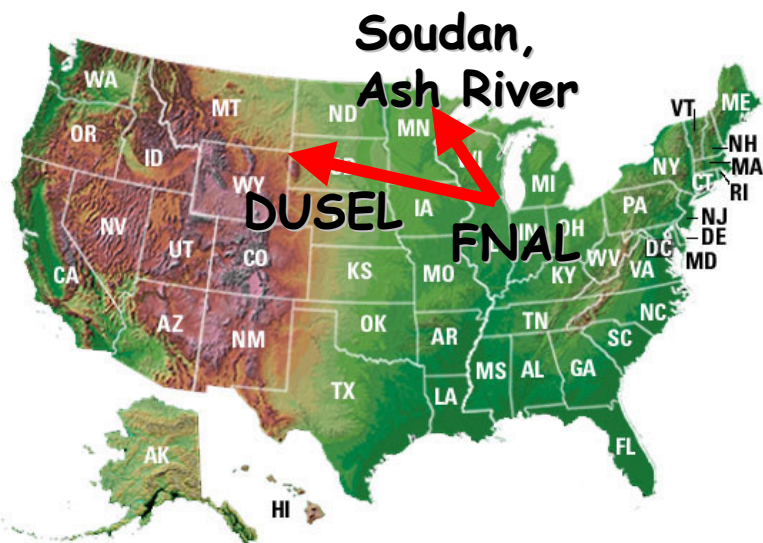 Soudan,
Ash River
WA
MT
ND
MN
VT
ME
OR
ID
WI
NH
MA
NY
MI
WY
CT
RI
DUSEL
IA
PA
NJ
FNAL
IN
OH
DE
NV
UT
CO
DC
MD
WV
VA
KS
MO
KY
CA
NC
AZ
NM
OK
TN
AR
SC
MS
AL
GA
TX
LA
FL
AK
HI